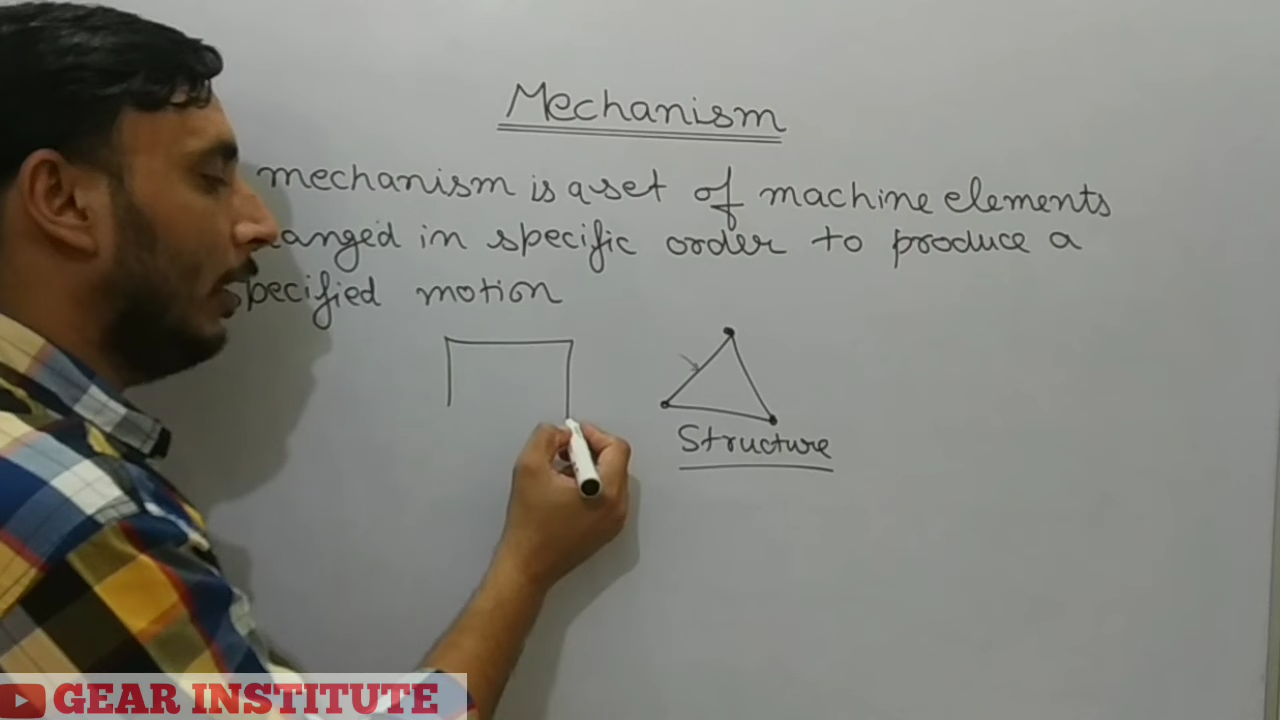 Mechanism
mechanism is a set of machine elements
anged in specific order to produce a
pecified motion
Structure
GEAR INSTITUTE